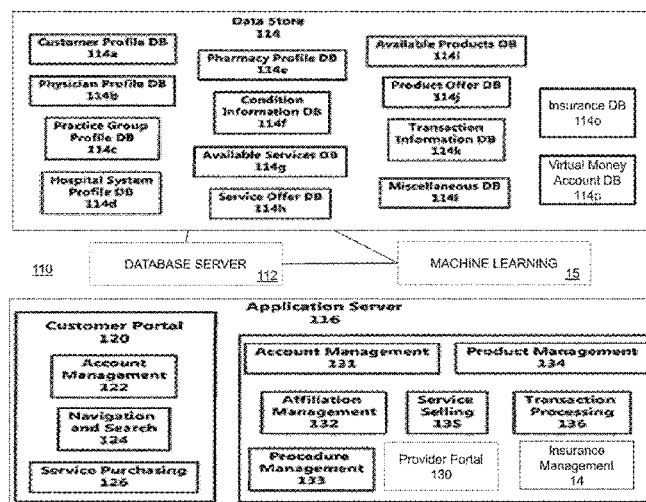 Data Store
114
Customer Profile DB
114a
Physician Profile DB
114b
Practice Group
Profile DB
114c
Hospital System
Profile DB
114d
Pharmacy Profile DB
114e
Condition
Information DB
114f
Available Services DB
114g
Service Offer DB
114h
Available Products DB
114i
Product Offer DB
114j
Transaction
Information DB
114k
Miscellaneous DB
114l
Insurance DB
114o
Virtual Money
Account DB
114p
110
DATABASE SERVER
112
MACHINE LEARNING
15
Application Server
116
Customer Portal
120
Account
Management
122
Navigation
and Search
124
Service Purchasing
126
Account Management
131
Product Management
134
Affiliation
Management
132
Service
Selling
135
Transaction
Processing
136
Procedure
Management
133
Provider Portal
130
Insurance
Management
14